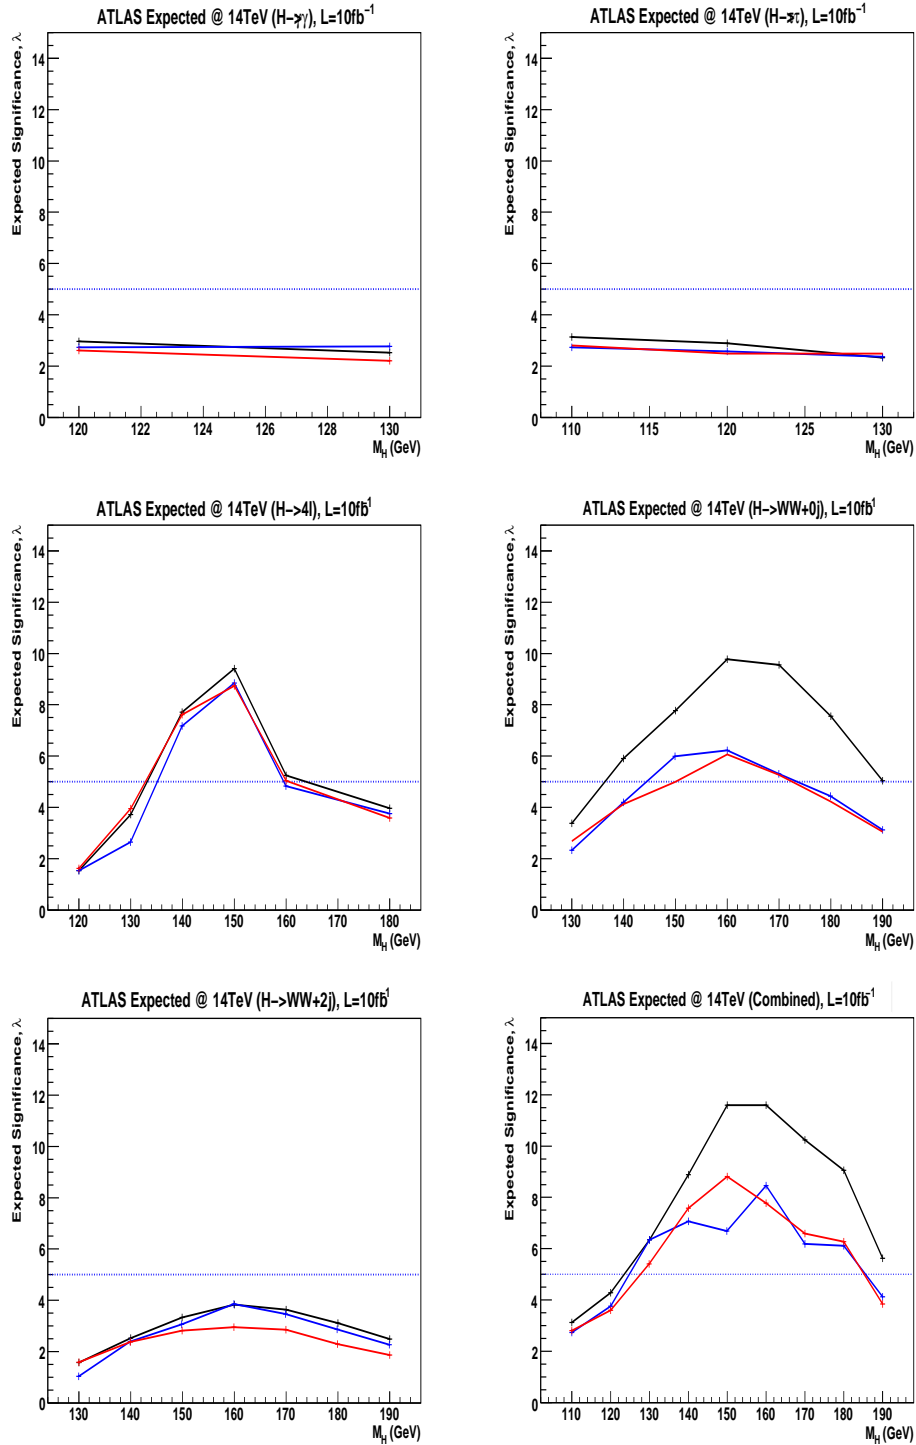 ATLAS Expected @ 14TeV (H->γγ), L=10fb⁻¹
Expected Significance, λ
14
12
10
8
6
4
2
0
120 122 124 126 128 130
M_H (GeV)
ATLAS Expected @ 14TeV (H->ττ), L=10fb⁻¹
Expected Significance, λ
14
12
10
8
6
4
2
0
110 115 120 125 130
M_H (GeV)
ATLAS Expected @ 14TeV (H->4l), L=10fb⁻¹
Expected Significance, λ
14
12
10
8
6
4
2
0
120 130 140 150 160 170 180
M_H (GeV)
ATLAS Expected @ 14TeV (H->WW+0j), L=10fb⁻¹
Expected Significance, λ
14
12
10
8
6
4
2
0
130 140 150 160 170 180 190
M_H (GeV)
ATLAS Expected @ 14TeV (H->WW+2j), L=10fb⁻¹
Expected Significance, λ
14
12
10
8
6
4
2
0
130 140 150 160 170 180 190
M_H (GeV)
ATLAS Expected @ 14TeV (Combined), L=10fb⁻¹
Expected Significance, λ
14
12
10
8
6
4
2
0
110 120 130 140 150 160 170 180 190
M_H (GeV)